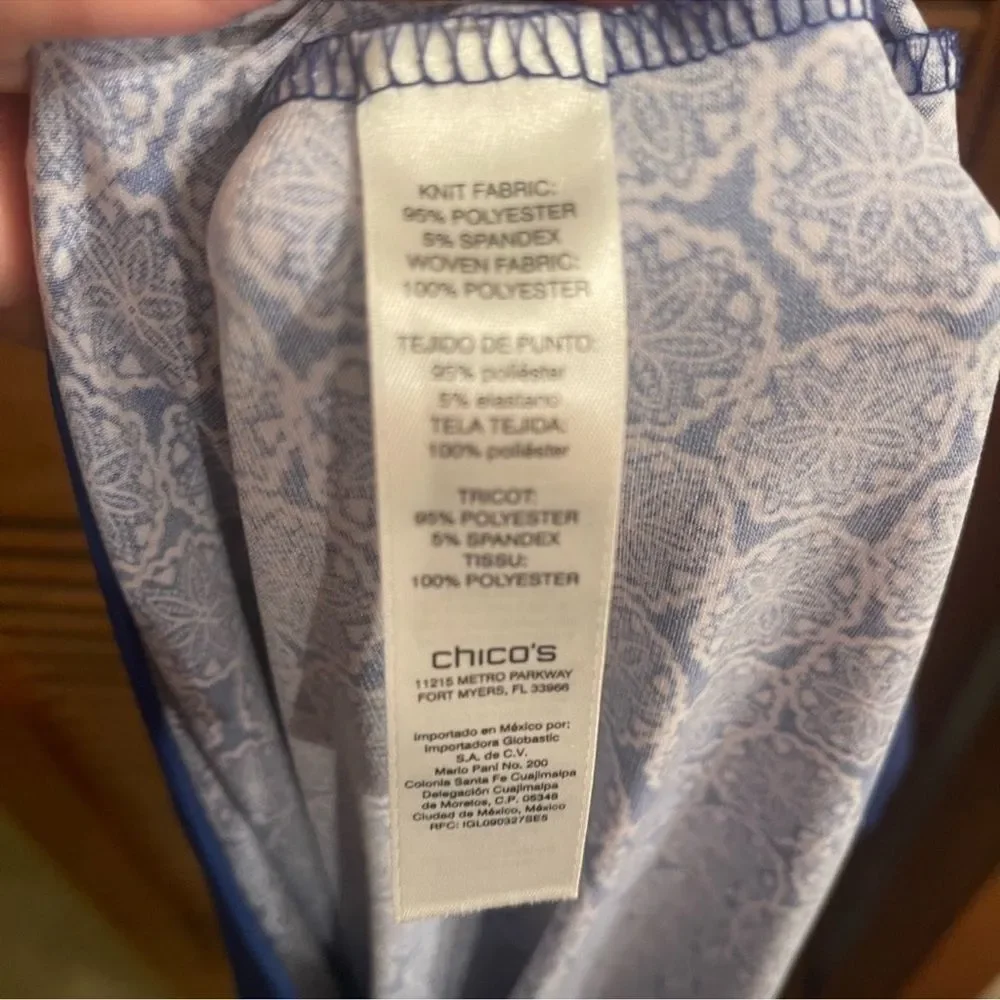 KNIT FABRIC:
95% POLYESTER
5% SPANDEX
WOVEN FABRIC:
100% POLYESTER
TEJIDO DE PUNTO:
95% poliéster
5% elastano
TELA TEJIDA:
100% poliéster
TRICOT:
95% POLYESTER
5% SPANDEX
TISSU:
100% POLYESTER
chico's
11215 METRO PARKWAY
FORT MYERS, FL 33966
Importado en México por:
Importadora Globastic
S.A. de C.V.
Mario Pani No. 200
Colonia Santa Fe Cuajimalpa
Delegación Cuajimalpa
de Morelos, C.P. 05348
Ciudad de México, México
RFC: IGL090327SE5